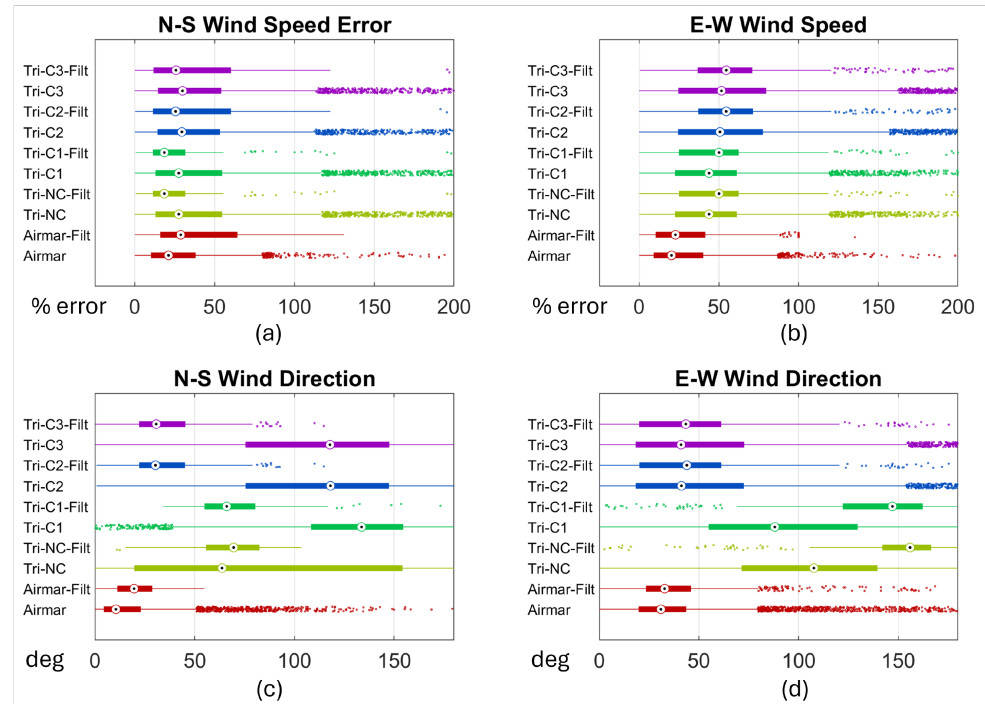 N-S Wind Speed Error
Tri-C3-Filt
Tri-C3
Tri-C2-Filt
Tri-C2
Tri-C1-Filt
Tri-C1
Tri-NC-Filt
Tri-NC
Airmar-Filt
Airmar
% error 0 50 100 150 200
(a)
E-W Wind Speed
Tri-C3-Filt
Tri-C3
Tri-C2-Filt
Tri-C2
Tri-C1-Filt
Tri-C1
Tri-NC-Filt
Tri-NC
Airmar-Filt
Airmar
% error 0 50 100 150 200
(b)
N-S Wind Direction
Tri-C3-Filt
Tri-C3
Tri-C2-Filt
Tri-C2
Tri-C1-Filt
Tri-C1
Tri-NC-Filt
Tri-NC
Airmar-Filt
Airmar
deg 0 50 100 150
(c)
E-W Wind Direction
Tri-C3-Filt
Tri-C3
Tri-C2-Filt
Tri-C2
Tri-C1-Filt
Tri-C1
Tri-NC-Filt
Tri-NC
Airmar-Filt
Airmar
deg 0 50 100 150
(d)